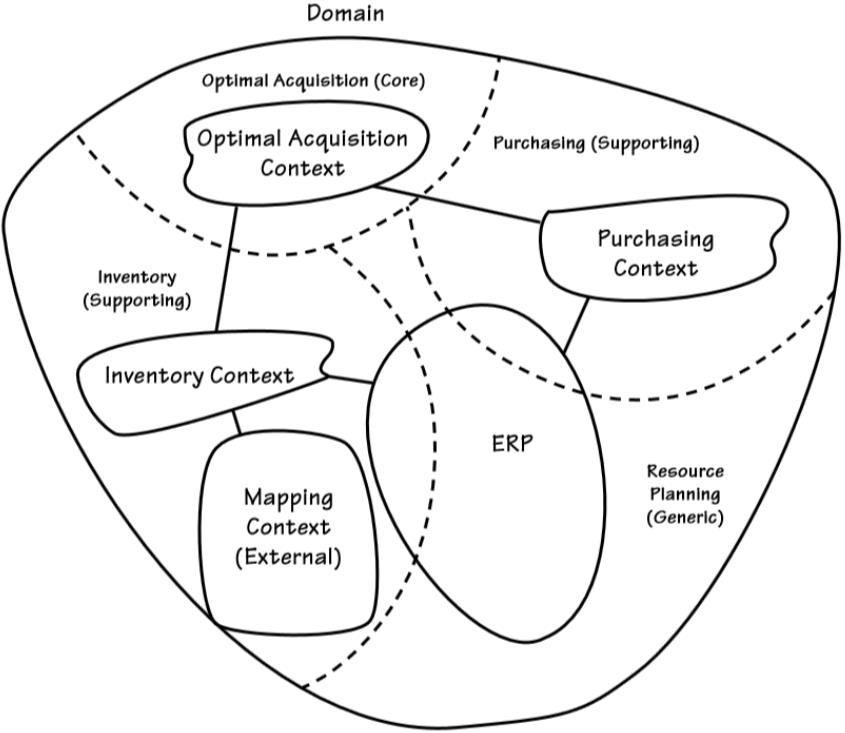 Domain
Optimal Acquisition (Core)
Optimal Acquisition
Context
Purchasing (Supporting)
Purchasing
Context
Inventory
(Supporting)
Inventory Context
ERP
Mapping
Context
(External)
Resource
Planning
(Generic)